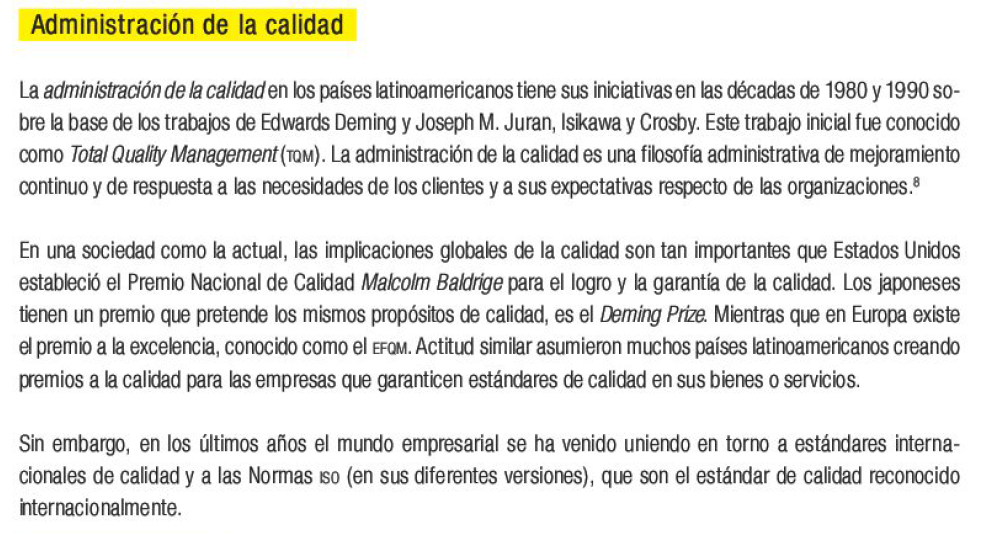 Administración de la calidad
La administración de la calidad en los países latinoamericanos tiene sus iniciativas en las décadas de 1980 y 1990 so-
bre la base de los trabajos de Edwards Deming y Joseph M. Juran, Isikawa y Crosby. Este trabajo inicial fue conocido
como Total Quality Management (TQM). La administración de la calidad es una filosofía administrativa de mejoramiento
continuo y de respuesta a las necesidades de los clientes y a sus expectativas respecto de las organizaciones.⁸
En una sociedad como la actual, las implicaciones globales de la calidad son tan importantes que Estados Unidos
estableció el Premio Nacional de Calidad Malcolm Baldrige para el logro y la garantía de la calidad. Los japoneses
tienen un premio que pretende los mismos propósitos de calidad, es el Deming Prize. Mientras que en Europa existe
el premio a la excelencia, conocido como el EFQM. Actitud similar asumieron muchos países latinoamericanos creando
premios a la calidad para las empresas que garanticen estándares de calidad en sus bienes o servicios.
Sin embargo, en los últimos años el mundo empresarial se ha venido uniendo en torno a estándares interna-
cionales de calidad y a las Normas ISO (en sus diferentes versiones), que son el estándar de calidad reconocido
internacionalmente.